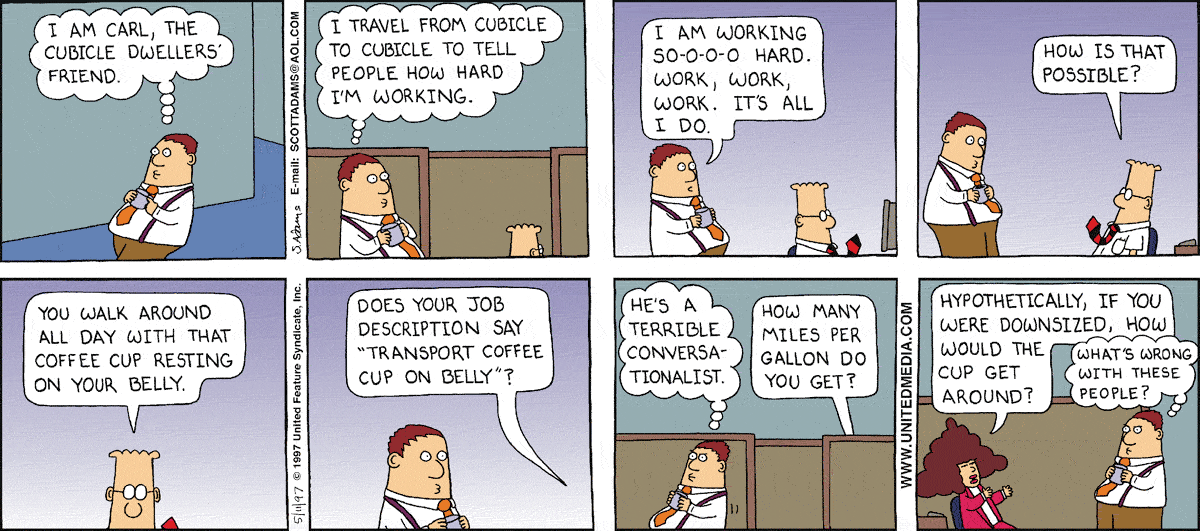 I AM CARL, THE
CUBICLE DWELLERS'
FRIEND.
S.Adams E-mail: SCOTTADAMS@AOL.COM
I TRAVEL FROM CUBICLE
TO CUBICLE TO TELL
PEOPLE HOW HARD
I'M WORKING.
I AM WORKING
SO-O-O-O HARD.
WORK, WORK,
WORK. IT'S ALL
I DO.
HOW IS THAT
POSSIBLE?
YOU WALK AROUND
ALL DAY WITH THAT
COFFEE CUP RESTING
ON YOUR BELLY.
5/11/97 © 1997 United Feature Syndicate, Inc.
DOES YOUR JOB
DESCRIPTION SAY
"TRANSPORT COFFEE
CUP ON BELLY"?
HE'S A
TERRIBLE
CONVERSA-
TIONALIST.
HOW MANY
MILES PER
GALLON DO
YOU GET?
WWW.UNITEDMEDIA.COM
HYPOTHETICALLY, IF YOU
WERE DOWNSIZED, HOW
WOULD THE
CUP GET
AROUND?
WHAT'S WRONG
WITH THESE
PEOPLE?